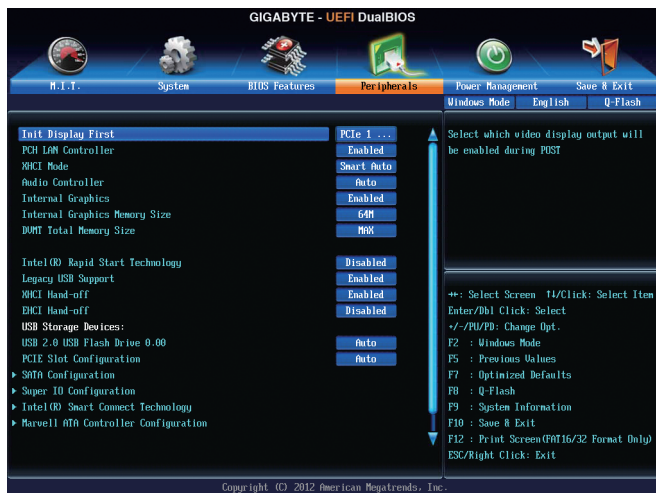 GIGABYTE - UEFI DualBIOS
M.I.T. System BIOS Features Peripherals Power Management Save & Exit
Windows Mode English Q-Flash
Init Display First PCIe 1 ...
PCH LAN Controller Enabled
XHCI Mode Smart Auto
Audio Controller Auto
Internal Graphics Enabled
Internal Graphics Memory Size 64M
DVMT Total Memory Size MAX
Intel(R) Rapid Start Technology Disabled
Legacy USB Support Enabled
XHCI Hand-off Enabled
EHCI Hand-off Disabled
USB Storage Devices:
USB 2.0 USB Flash Drive 0.00 Auto
PCIE Slot Configuration Auto
SATA Configuration
Super IO Configuration
Intel(R) Smart Connect Technology
Marvell ATA Controller Configuration
Select which video display output will
be enabled during POST
→←: Select Screen ↑↓/Click: Select Item
Enter/Dbl Click: Select
+/-/PU/PD: Change Opt.
F2 : Windows Mode
F5 : Previous Values
F7 : Optimized Defaults
F8 : Q-Flash
F9 : System Information
F10 : Save & Exit
F12 : Print Screen(FAT16/32 Format Only)
ESC/Right Click: Exit
Copyright (C) 2012 American Megatrends, Inc.